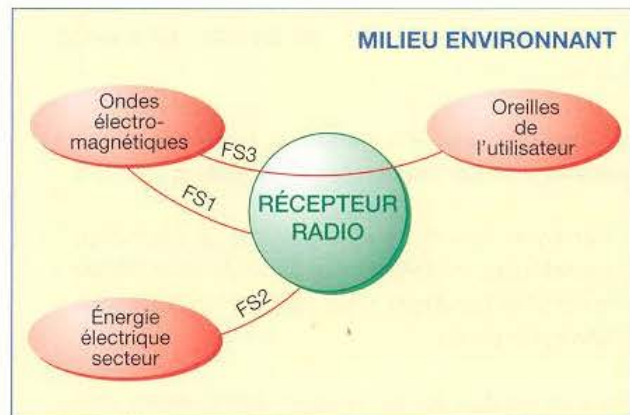 MILIEU ENVIRONNANT
Ondes
électro-
magnétiques
Oreilles
de
l'utilisateur
FS3
FS1
RÉCEPTEUR
RADIO
FS2
Énergie
électrique
secteur